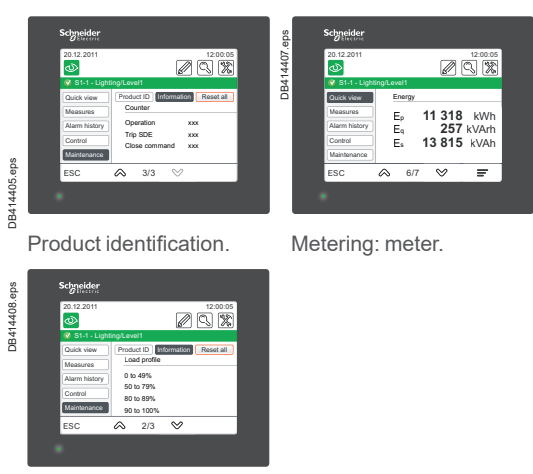 DB414405.eps
Schneider
Electric
20.12.2011 12:00:05
S1-1 - Lighting/Level1
Quick view Product ID Information Reset all
Counter
Measures
Alarm history Operation xxx
Trip SDE xxx
Control Close command xxx
Maintenance
ESC 3/3
Product identification.
DB414407.eps
Schneider
Electric
20.12.2011 12:00:05
S1-1 - Lighting/Level1
Quick view Energy
Measures Ep 11 318 kWh
Alarm history Eq 257 kVArh
Control Es 13 815 kVAh
Maintenance
ESC 6/7
Metering: meter.
DB414408.eps
Schneider
Electric
20.12.2011 12:00:05
S1-1 - Lighting/Level1
Quick view Product ID Information Reset all
Load profile
Measures
0 to 49%
Alarm history
50 to 79%
Control
80 to 89%
Maintenance 90 to 100%
ESC 2/3